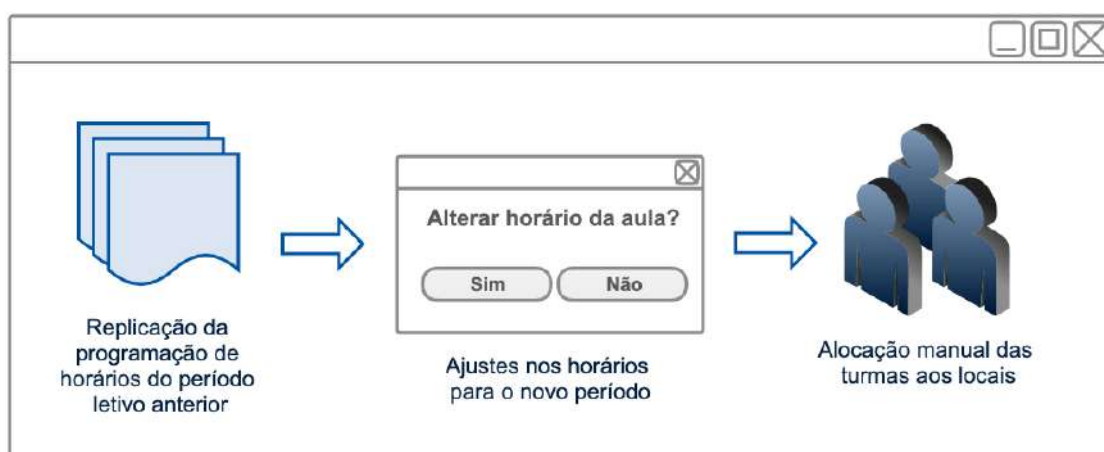 Replicação da
programação de
horários do período
letivo anterior
Alterar horário da aula?
Sim Não
Ajustes nos horários
para o novo período
Alocação manual das
turmas aos locais